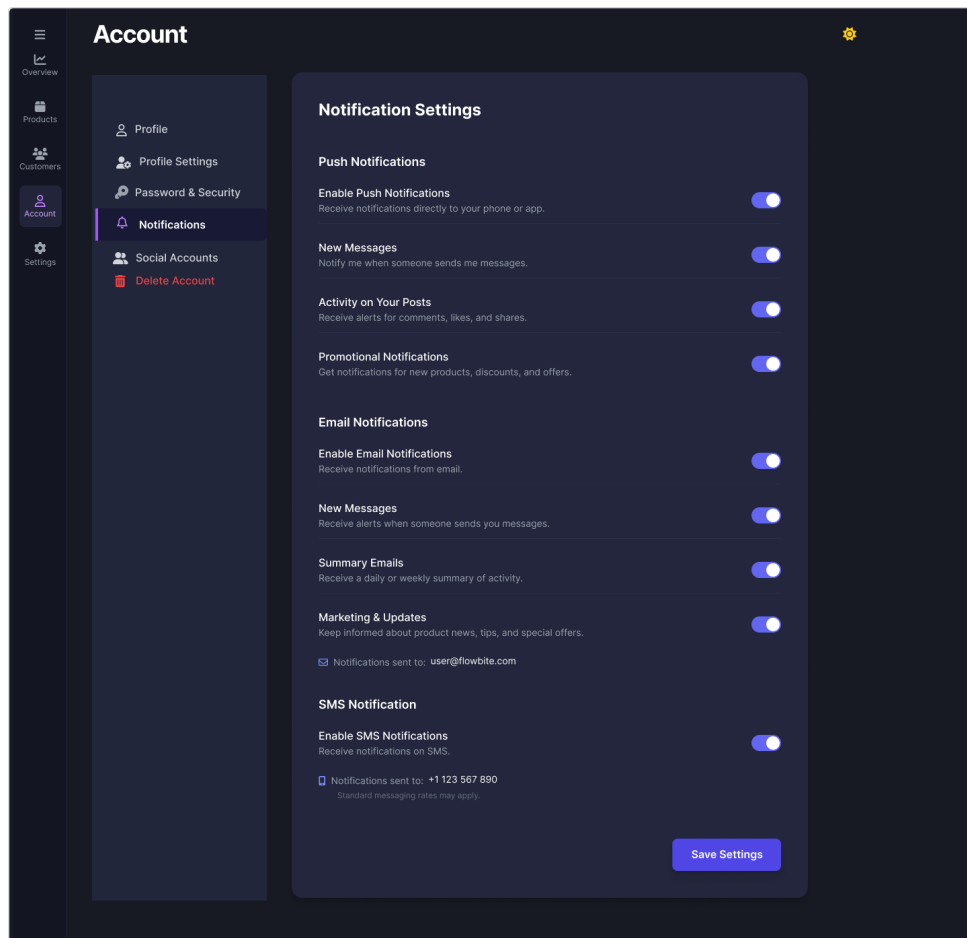 Account
Overview
Products
Customers
Account
Settings
Profile
Profile Settings
Password & Security
Notifications
Social Accounts
Delete Account
Notification Settings
Push Notifications
Enable Push Notifications
Receive notifications directly to your phone or app.
New Messages
Notify me when someone sends me messages.
Activity on Your Posts
Receive alerts for comments, likes, and shares.
Promotional Notifications
Get notifications for new products, discounts, and offers.
Email Notifications
Enable Email Notifications
Receive notifications from email.
New Messages
Receive alerts when someone sends you messages.
Summary Emails
Receive a daily or weekly summary of activity.
Marketing & Updates
Keep informed about product news, tips, and special offers.
Notifications sent to: user@flowbite.com
SMS Notification
Enable SMS Notifications
Receive notifications on SMS.
Notifications sent to: +1 123 567 890
Standard messaging rates may apply.
Save Settings